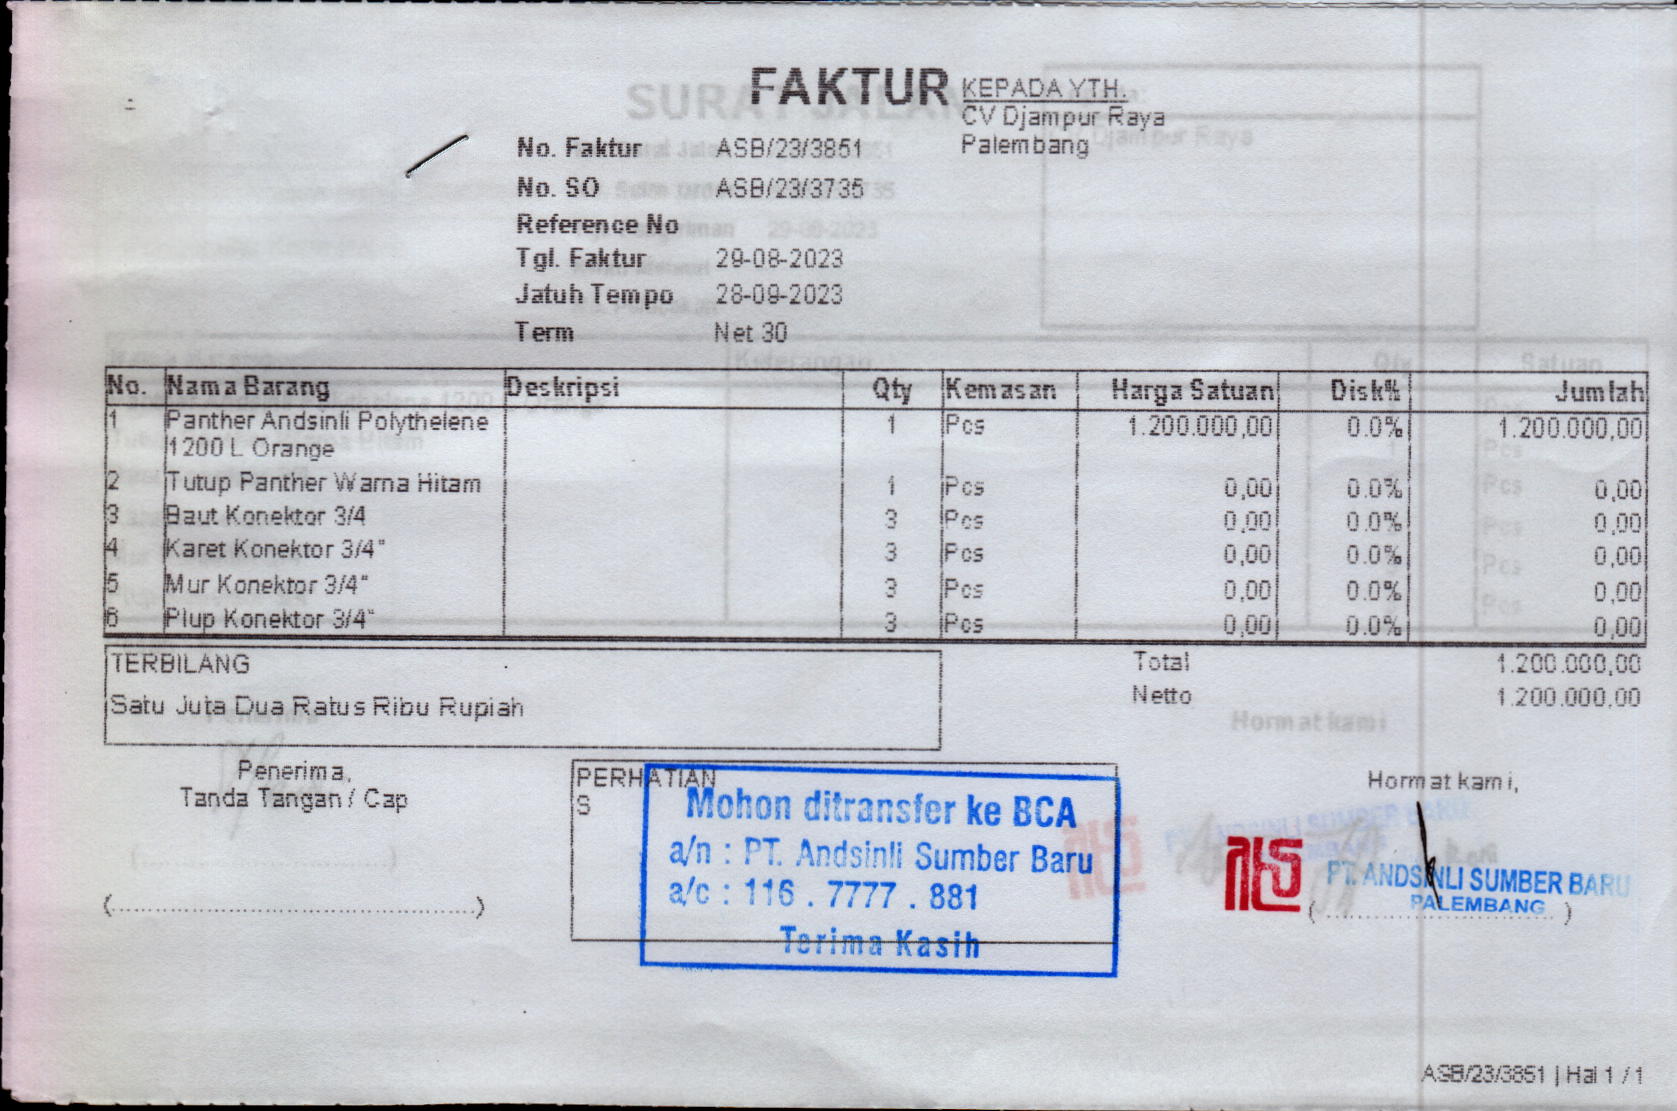 FAKTUR
KEPADA YTH.
CV Djampur Raya
Palembang
No. Faktur ASB/23/3851
No. SO ASB/23/3735
Reference No
Tgl. Faktur 29-08-2023
Jatuh Tempo 28-09-2023
Term Net 30
No. Nama Barang Deskripsi Qty Kemasan Harga Satuan Disk% Jumlah
1 Panther Andsinli Polythelene 1 Pcs 1.200.000,00 0.0% 1.200.000,00
1200 L Orange
2 Tutup Panther Warna Hitam 1 Pcs 0,00 0.0% 0,00
3 Baut Konektor 3/4 3 Pcs 0,00 0.0% 0,00
4 Karet Konektor 3/4" 3 Pcs 0,00 0.0% 0,00
5 Mur Konektor 3/4" 3 Pcs 0,00 0.0% 0,00
6 Plup Konektor 3/4" 3 Pcs 0,00 0.0% 0,00
TERBILANG
Satu Juta Dua Ratus Ribu Rupiah
Total 1.200.000,00
Netto 1.200.000,00
Penerima,
Tanda Tangan / Cap
(..................................................)
PERHATIAN
S
Mohon ditransfer ke BCA
a/n : PT. Andsinli Sumber Baru
a/c : 116 . 7777 . 881
Terima Kasih
Hormat kami,
PT. ANDSINLI SUMBER BARU
PALEMBANG
(..................................)
ASB/23/3851 | Hal 1 / 1